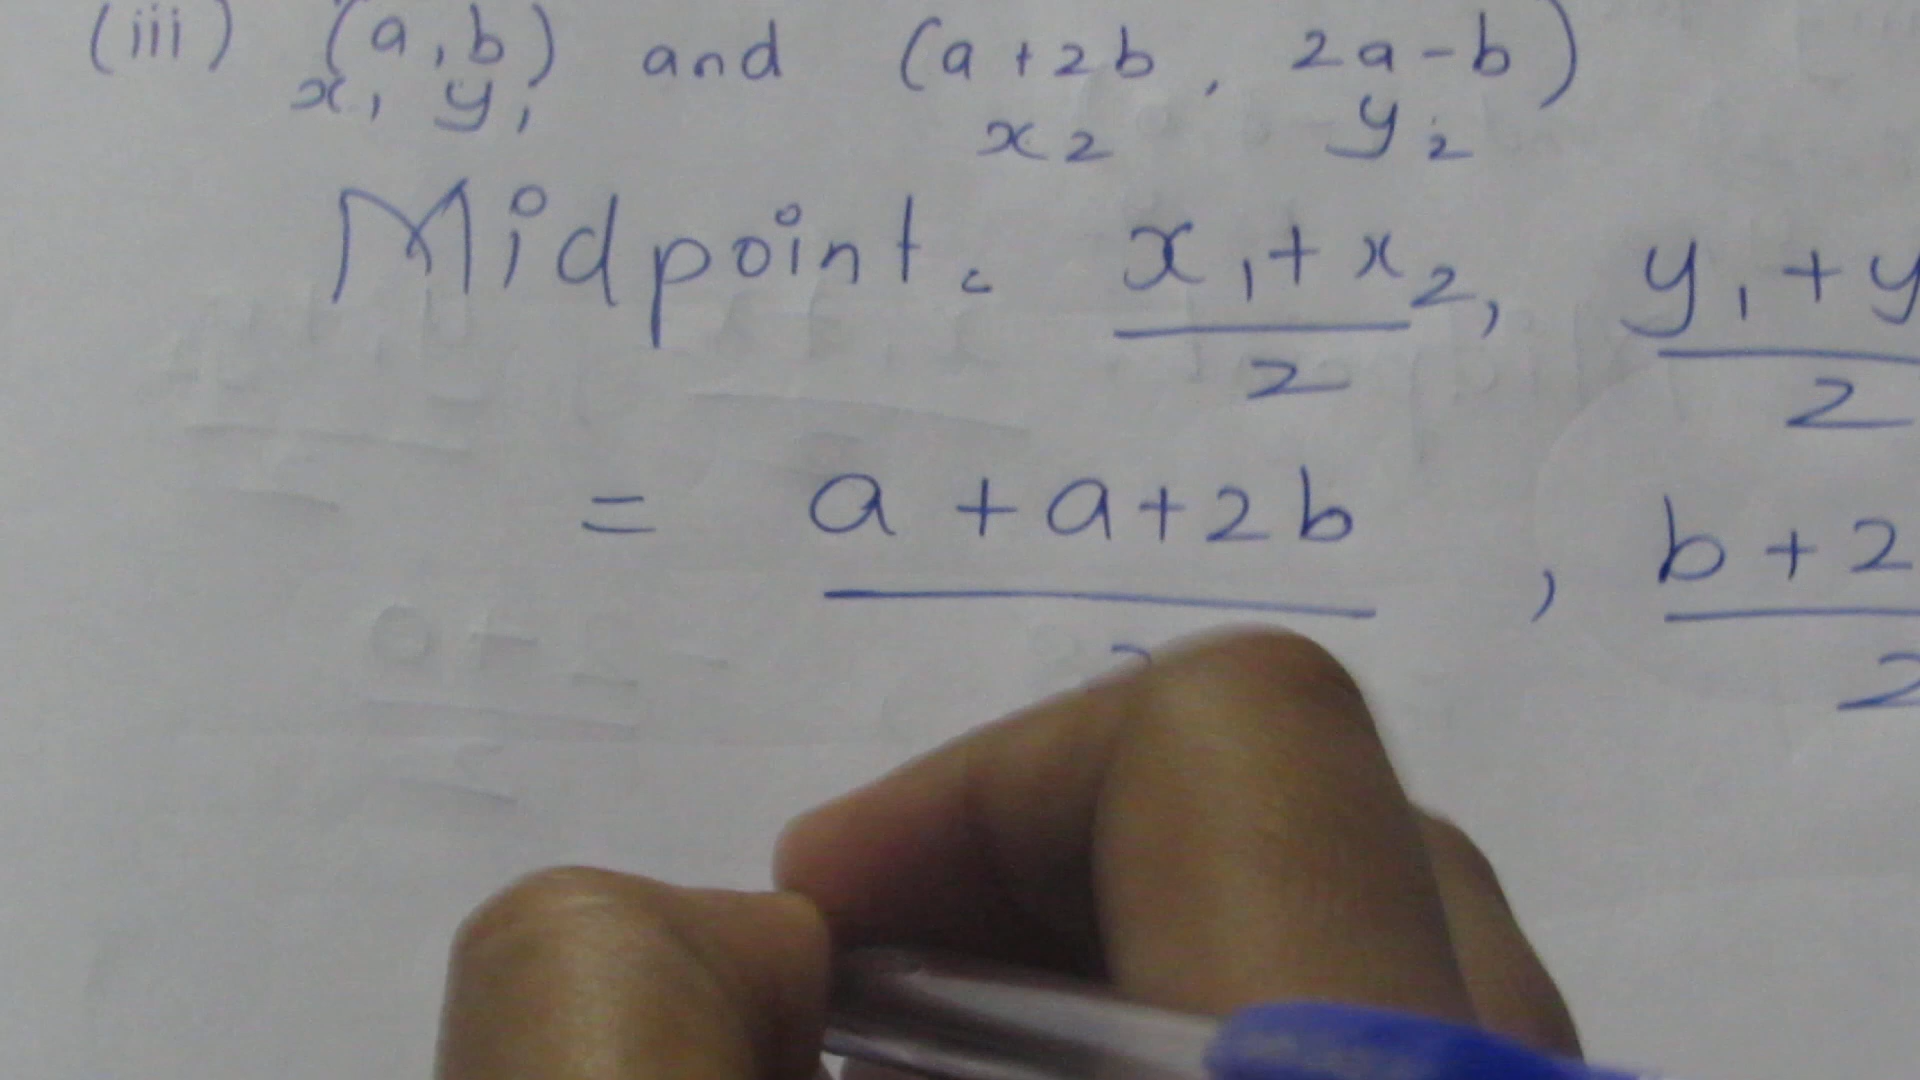 (iii) (a, b) and (a+2b, 2a-b)
x₁ y₁ x₂ y₂
Midpoint = x₁+x₂, y₁+y
2 2
= a + a+2b, b+2
2 2